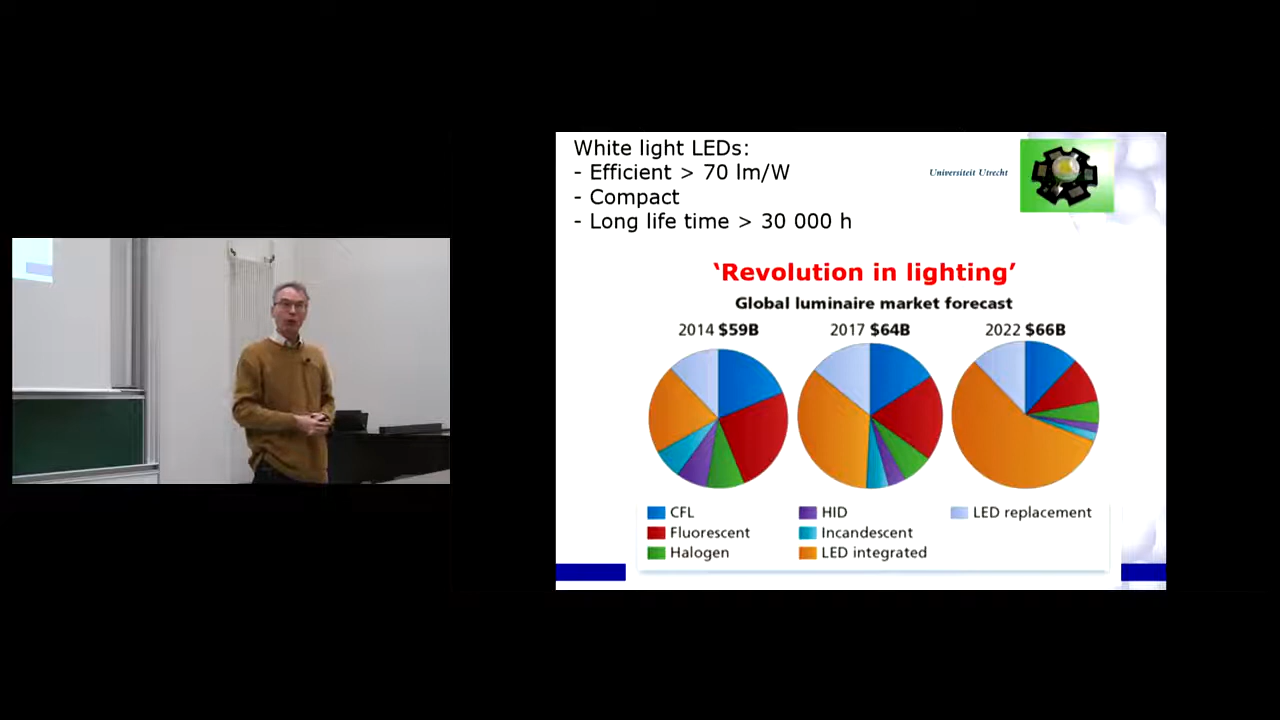 White light LEDs:
- Efficient > 70 lm/W
- Compact
- Long life time > 30 000 h
Universiteit Utrecht
‘Revolution in lighting’
Global luminaire market forecast
2014 $59B
2017 $64B
2022 $66B
CFL
HID
LED replacement
Fluorescent
Incandescent
Halogen
LED integrated